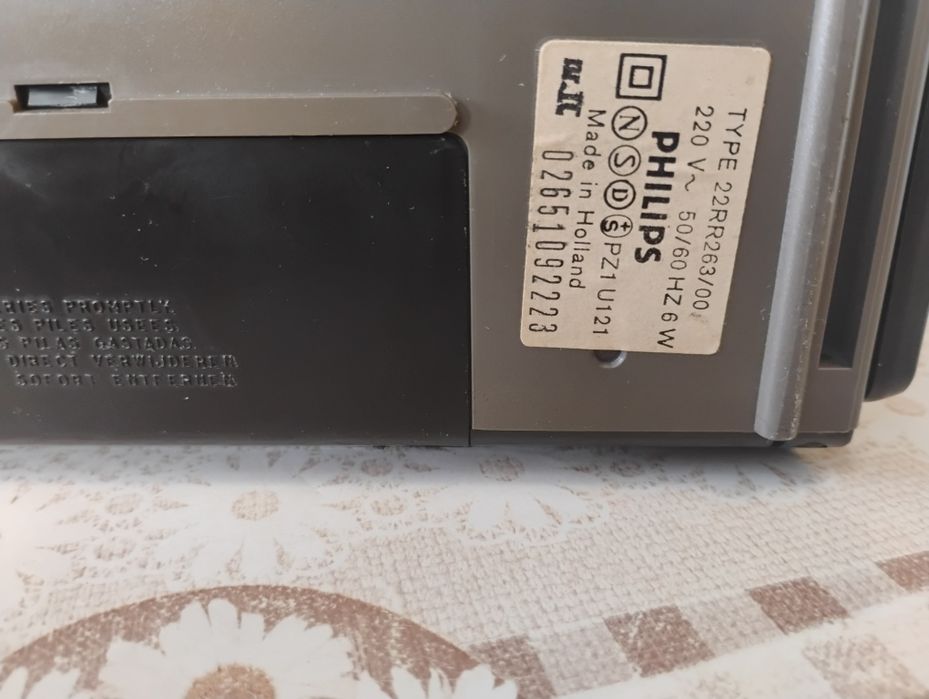 TYPE 22RR263/00
220 V~ 50/60 HZ 6 W
PHILIPS
N S D +S PZ1 U121
Made in Holland
02651092223
RIES PROMPTLY
ES PILES USEES
S PILAS GASTADAS
DIRECT VERWIJDEREN
SOFORT ENTFERNEN